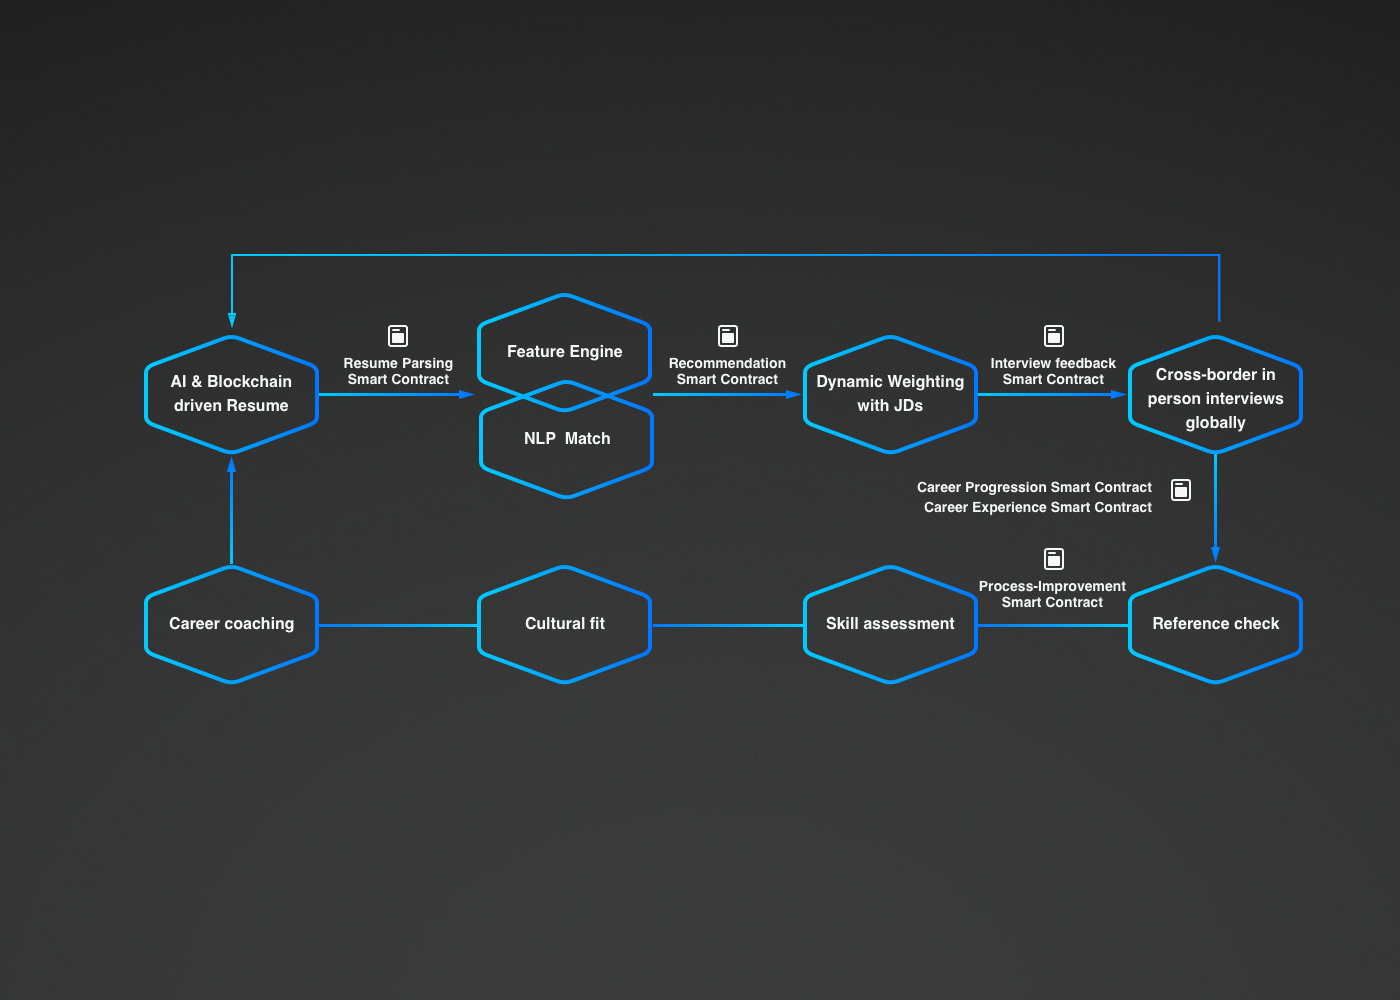 Feature Engine
Resume Parsing
Smart Contract
Recommendation
Smart Contract
Interview feedback
Smart Contract
AI & Blockchain
driven Resume
Dynamic Weighting
with JDs
Cross-border in
person interviews
globally
NLP  Match
Career Progression Smart Contract
Career Experience Smart Contract
Process-Improvement
Smart Contract
Career coaching
Cultural fit
Skill assessment
Reference check